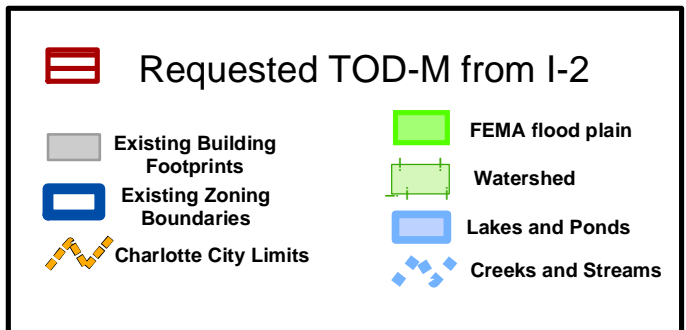 Requested TOD-M from I-2
Existing Building
Footprints
Existing Zoning
Boundaries
Charlotte City Limits
FEMA flood plain
Watershed
Lakes and Ponds
Creeks and Streams